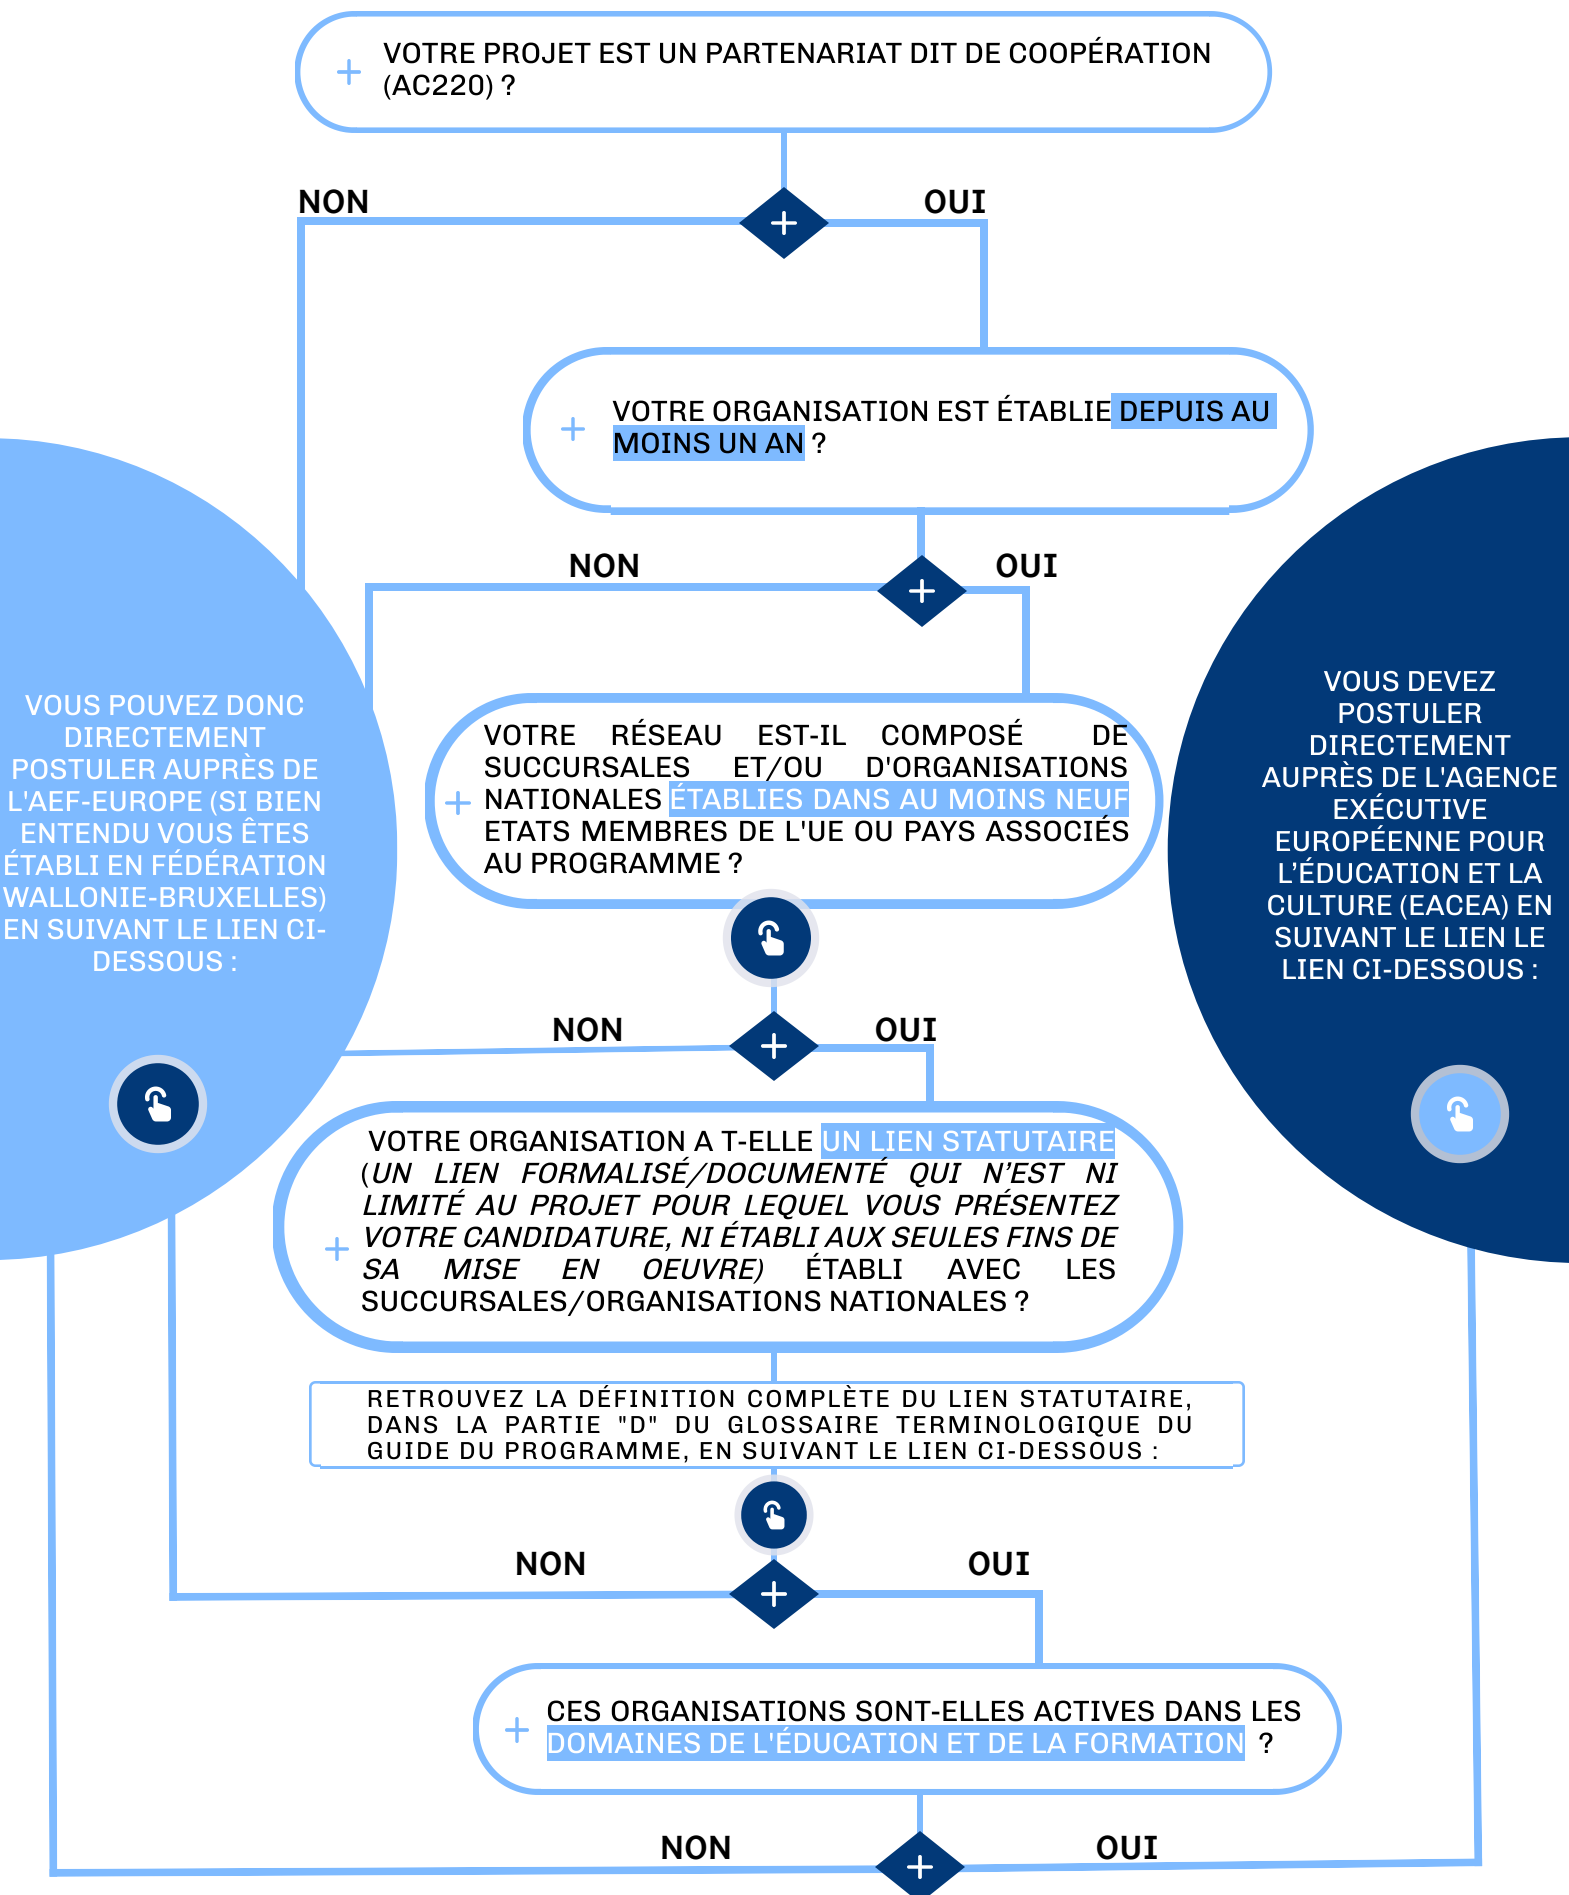 VOTRE PROJET EST UN PARTENARIAT DIT DE COOPÉRATION
(AC220) ?
NON
OUI
VOTRE ORGANISATION EST ÉTABLIE DEPUIS AU
MOINS UN AN ?
NON
OUI
VOUS POUVEZ DONC
DIRECTEMENT
POSTULER AUPRÈS DE
L'AEF-EUROPE (SI BIEN
ENTENDU VOUS ÊTES
ÉTABLI EN FÉDÉRATION
WALLONIE-BRUXELLES)
EN SUIVANT LE LIEN CI-
DESSOUS :
VOTRE RÉSEAU EST-IL COMPOSÉ DE
SUCCURSALES ET/OU D'ORGANISATIONS
NATIONALES ÉTABLIES DANS AU MOINS NEUF
ETATS MEMBRES DE L'UE OU PAYS ASSOCIÉS
AU PROGRAMME ?
VOUS DEVEZ
POSTULER
DIRECTEMENT
AUPRÈS DE L'AGENCE
EXÉCUTIVE
EUROPÉENNE POUR
L’ÉDUCATION ET LA
CULTURE (EACEA) EN
SUIVANT LE LIEN LE
LIEN CI-DESSOUS :
NON
OUI
VOTRE ORGANISATION A T-ELLE UN LIEN STATUTAIRE
(UN LIEN FORMALISÉ/DOCUMENTÉ QUI N’EST NI
LIMITÉ AU PROJET POUR LEQUEL VOUS PRÉSENTEZ
VOTRE CANDIDATURE, NI ÉTABLI AUX SEULES FINS DE
SA MISE EN OEUVRE) ÉTABLI AVEC LES
SUCCURSALES/ORGANISATIONS NATIONALES ?
RETROUVEZ LA DÉFINITION COMPLÈTE DU LIEN STATUTAIRE,
DANS LA PARTIE "D" DU GLOSSAIRE TERMINOLOGIQUE DU
GUIDE DU PROGRAMME, EN SUIVANT LE LIEN CI-DESSOUS :
NON
OUI
CES ORGANISATIONS SONT-ELLES ACTIVES DANS LES
DOMAINES DE L'ÉDUCATION ET DE LA FORMATION ?
NON
OUI